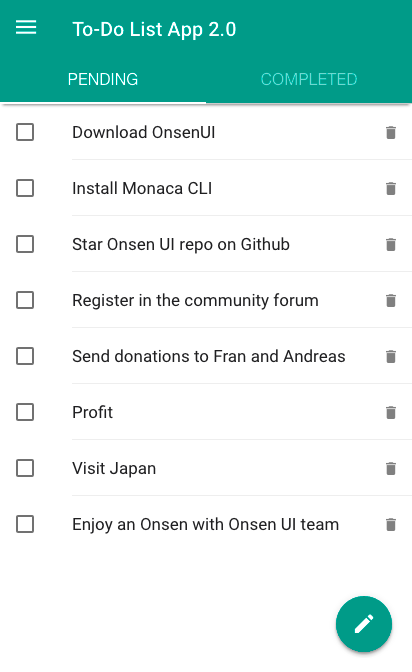 To-Do List App 2.0
PENDING
COMPLETED
Download OnsenUI
Install Monaca CLI
Star Onsen UI repo on Github
Register in the community forum
Send donations to Fran and Andreas
Profit
Visit Japan
Enjoy an Onsen with Onsen UI team